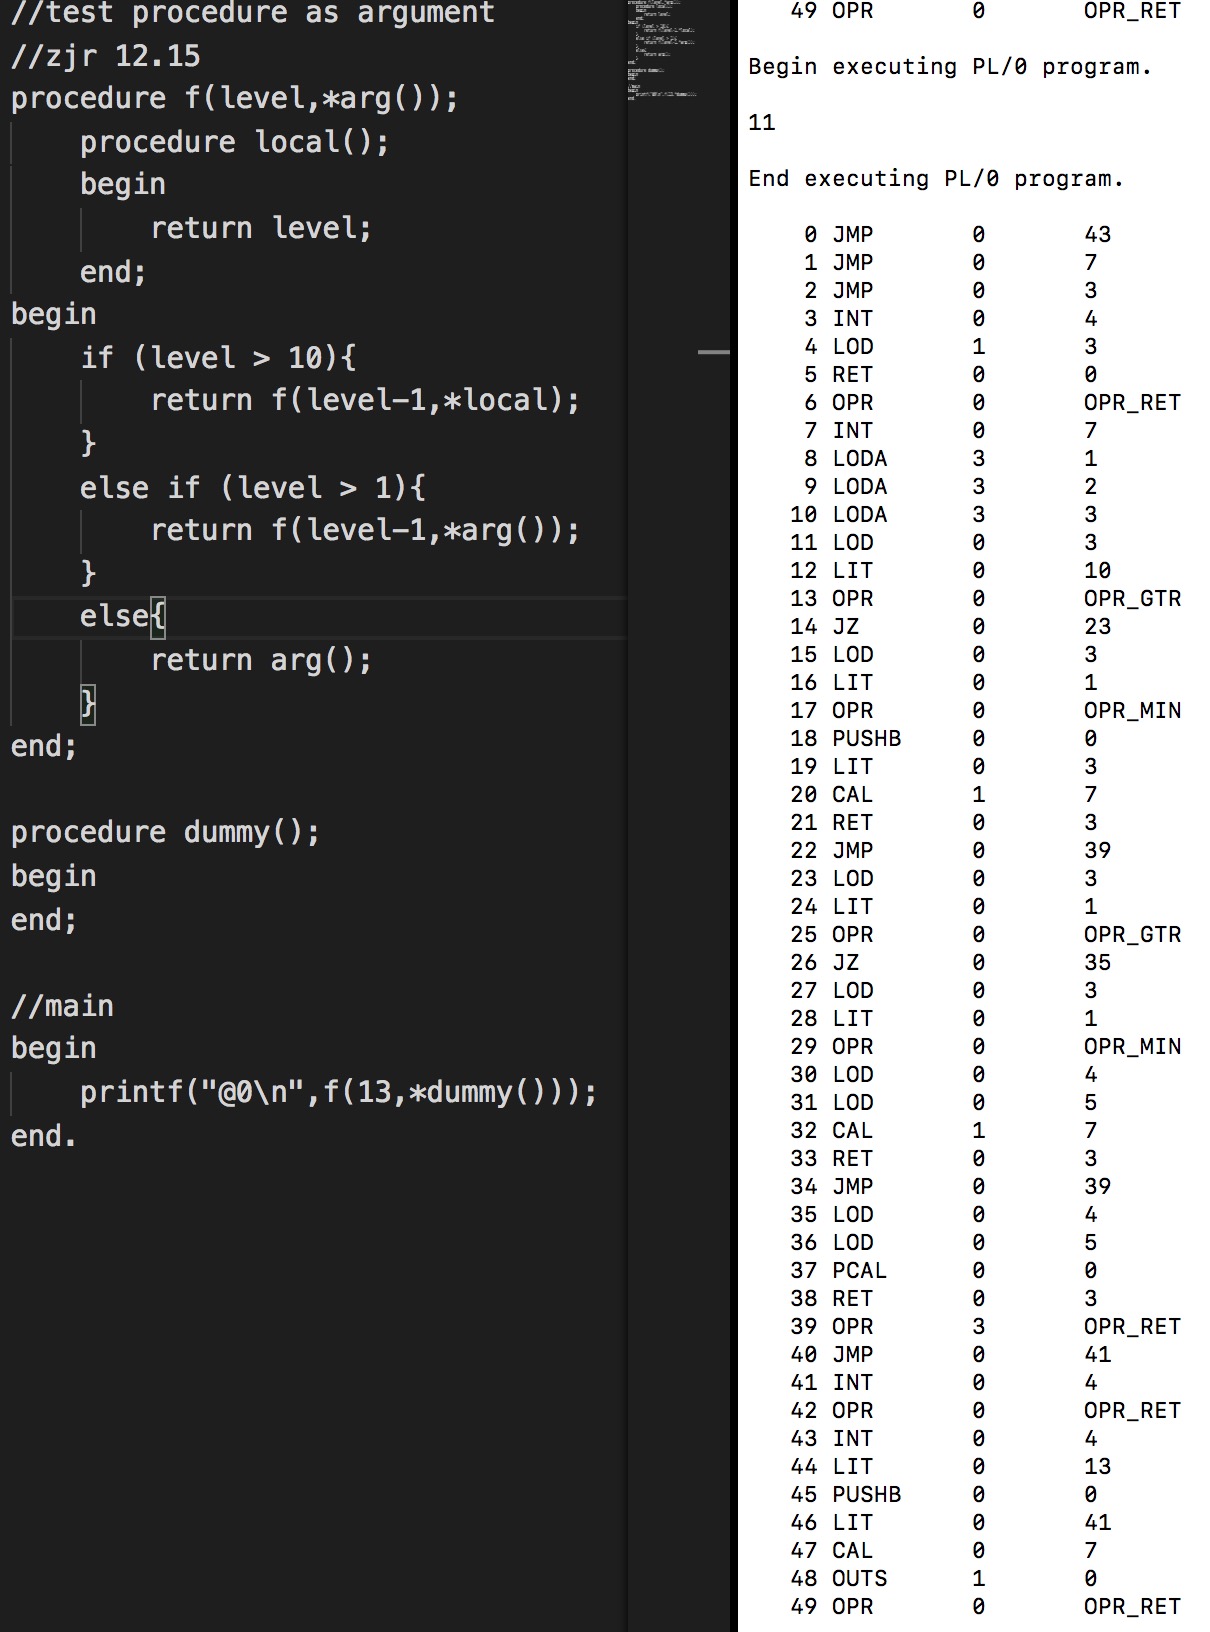 //test procedure as argument
//zjr 12.15
procedure f(level,*arg());
    procedure local();
    begin
        return level;
    end;
begin
    if (level > 10){
        return f(level-1,*local);
    }
    else if (level > 1){
        return f(level-1,*arg());
    }
    else{
        return arg();
    }
end;
procedure dummy();
begin
end;
//main
begin
    printf("@0\n",f(13,*dummy()));
end.
49 OPR 0 OPR_RET
Begin executing PL/0 program.
11
End executing PL/0 program.
0 JMP 0 43
1 JMP 0 7
2 JMP 0 3
3 INT 0 4
4 LOD 1 3
5 RET 0 0
6 OPR 0 OPR_RET
7 INT 0 7
8 LODA 3 1
9 LODA 3 2
10 LODA 3 3
11 LOD 0 3
12 LIT 0 10
13 OPR 0 OPR_GTR
14 JZ 0 23
15 LOD 0 3
16 LIT 0 1
17 OPR 0 OPR_MIN
18 PUSHB 0 0
19 LIT 0 3
20 CAL 1 7
21 RET 0 3
22 JMP 0 39
23 LOD 0 3
24 LIT 0 1
25 OPR 0 OPR_GTR
26 JZ 0 35
27 LOD 0 3
28 LIT 0 1
29 OPR 0 OPR_MIN
30 LOD 0 4
31 LOD 0 5
32 CAL 1 7
33 RET 0 3
34 JMP 0 39
35 LOD 0 4
36 LOD 0 5
37 PCAL 0 0
38 RET 0 3
39 OPR 3 OPR_RET
40 JMP 0 41
41 INT 0 4
42 OPR 0 OPR_RET
43 INT 0 4
44 LIT 0 13
45 PUSHB 0 0
46 LIT 0 41
47 CAL 0 7
48 OUTS 1 0
49 OPR 0 OPR_RET